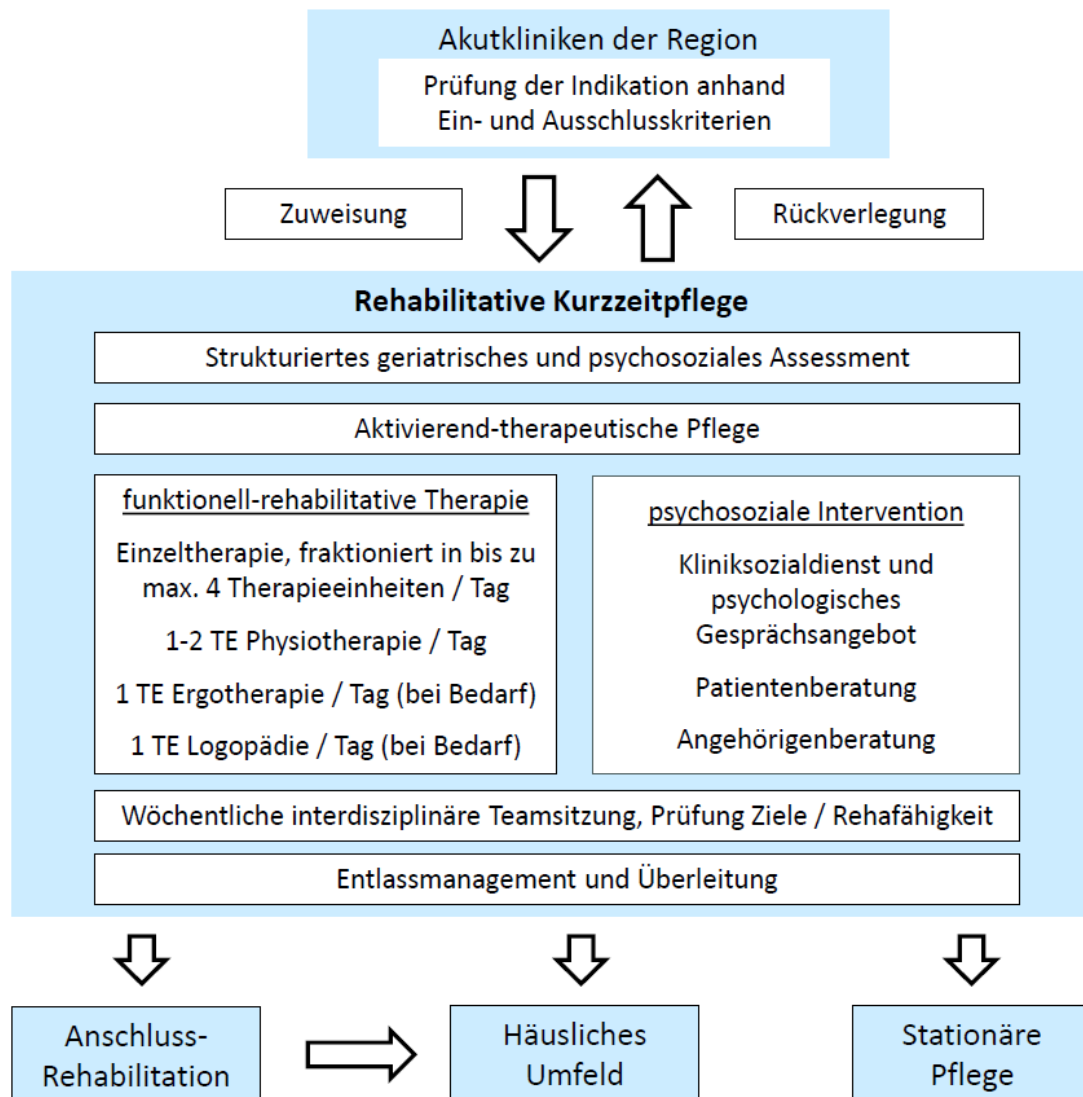 Akutkliniken der Region
Prüfung der Indikation anhand
Ein- und Ausschlusskriterien
Zuweisung
Rückverlegung
Rehabilitative Kurzzeitpflege
Strukturiertes geriatrisches und psychosoziales Assessment
Aktivierend-therapeutische Pflege
funktionell-rehabilitative Therapie
Einzeltherapie, fraktioniert in bis zu
max. 4 Therapieeinheiten / Tag
1-2 TE Physiotherapie / Tag
1 TE Ergotherapie / Tag (bei Bedarf)
1 TE Logopädie / Tag (bei Bedarf)
psychosoziale Intervention
Kliniksozialdienst und
psychologisches
Gesprächsangebot
Patientenberatung
Angehörigenberatung
Wöchentliche interdisziplinäre Teamsitzung, Prüfung Ziele / Rehafähigkeit
Entlassmanagement und Überleitung
Anschluss-
Rehabilitation
Häusliches
Umfeld
Stationäre
Pflege